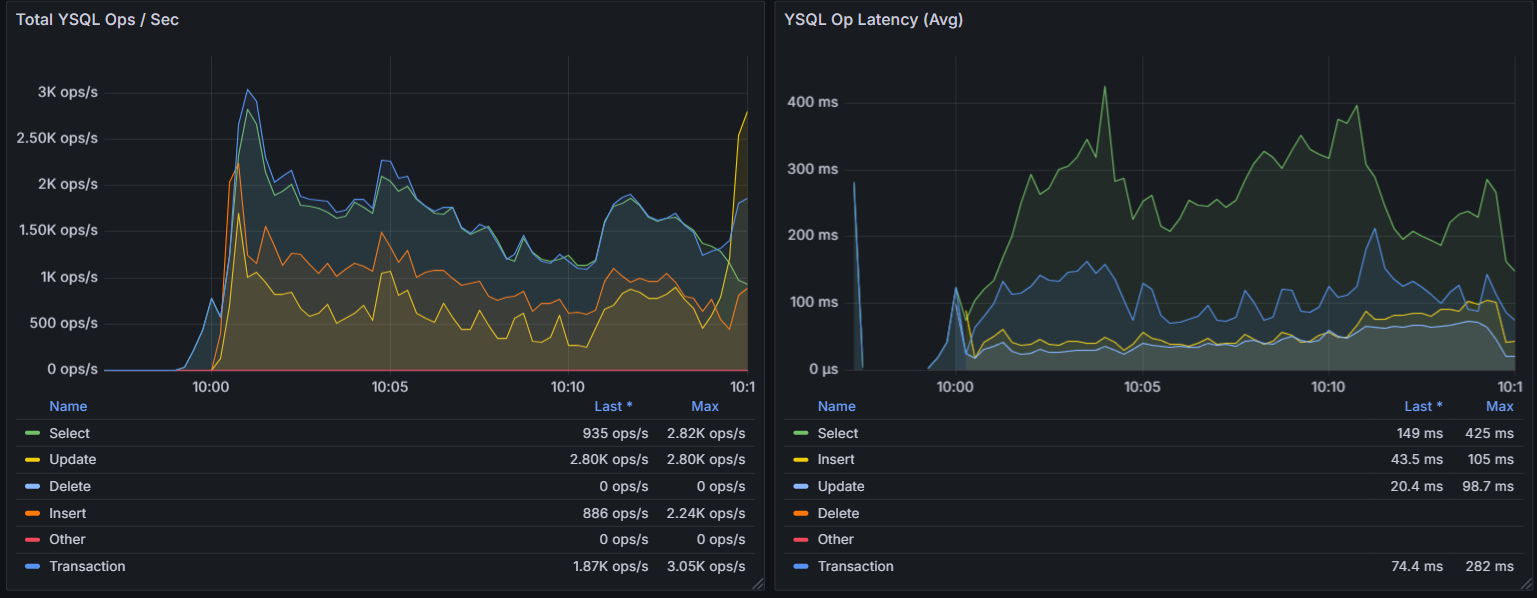 Total YSQL Ops / Sec
3K ops/s
2.50K ops/s
2K ops/s
1.50K ops/s
1K ops/s
500 ops/s
0 ops/s
10:00 10:05 10:10 10:1
Name Last * Max
Select 935 ops/s 2.82K ops/s
Update 2.80K ops/s 2.80K ops/s
Delete 0 ops/s 0 ops/s
Insert 886 ops/s 2.24K ops/s
Other 0 ops/s 0 ops/s
Transaction 1.87K ops/s 3.05K ops/s
YSQL Op Latency (Avg)
400 ms
300 ms
200 ms
100 ms
0 µs
10:00 10:05 10:10 10:1
Name Last * Max
Select 149 ms 425 ms
Insert 43.5 ms 105 ms
Update 20.4 ms 98.7 ms
Delete
Other
Transaction 74.4 ms 282 ms